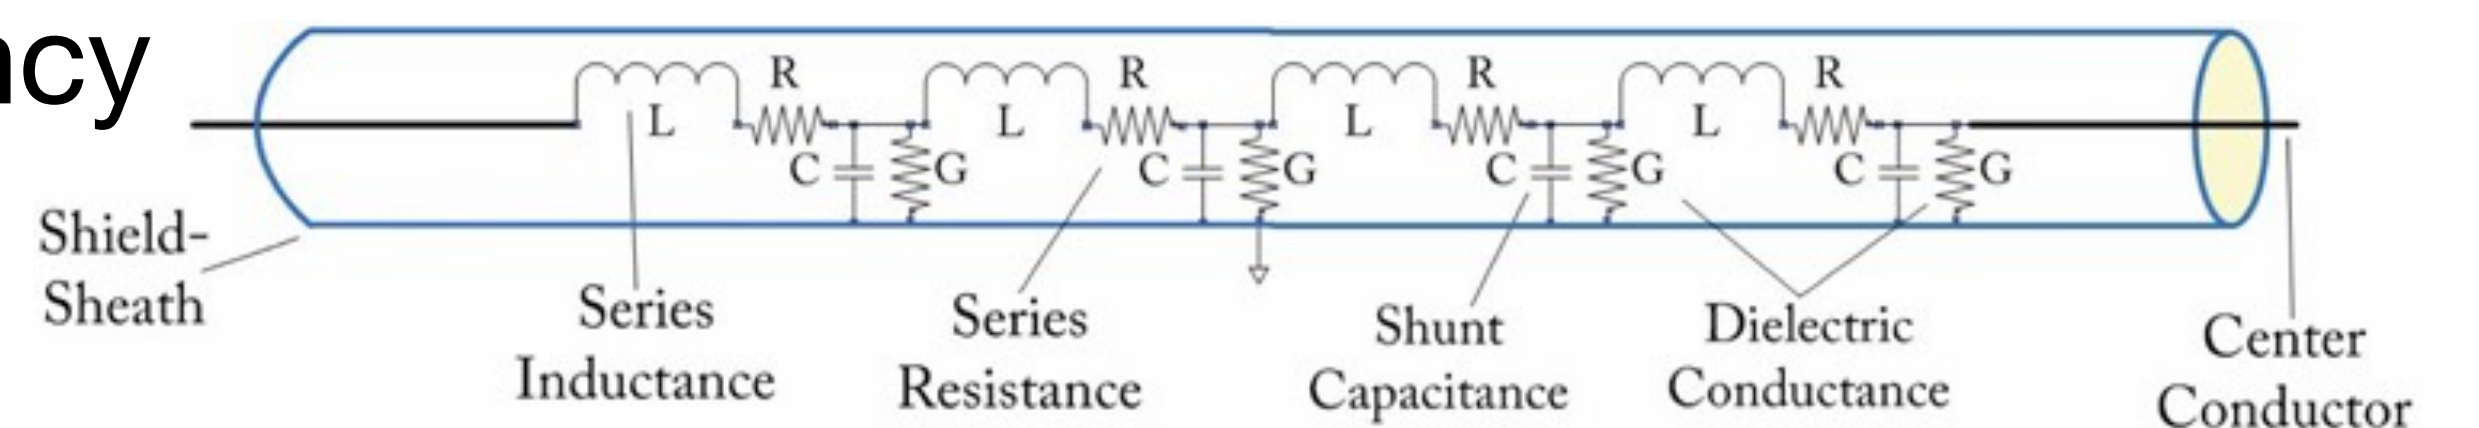 ncy
R R R R
L L L L
C G C G C G C G
Shield-
Sheath
Series
Inductance
Series
Resistance
Shunt
Capacitance
Dielectric
Conductance
Center
Conductor